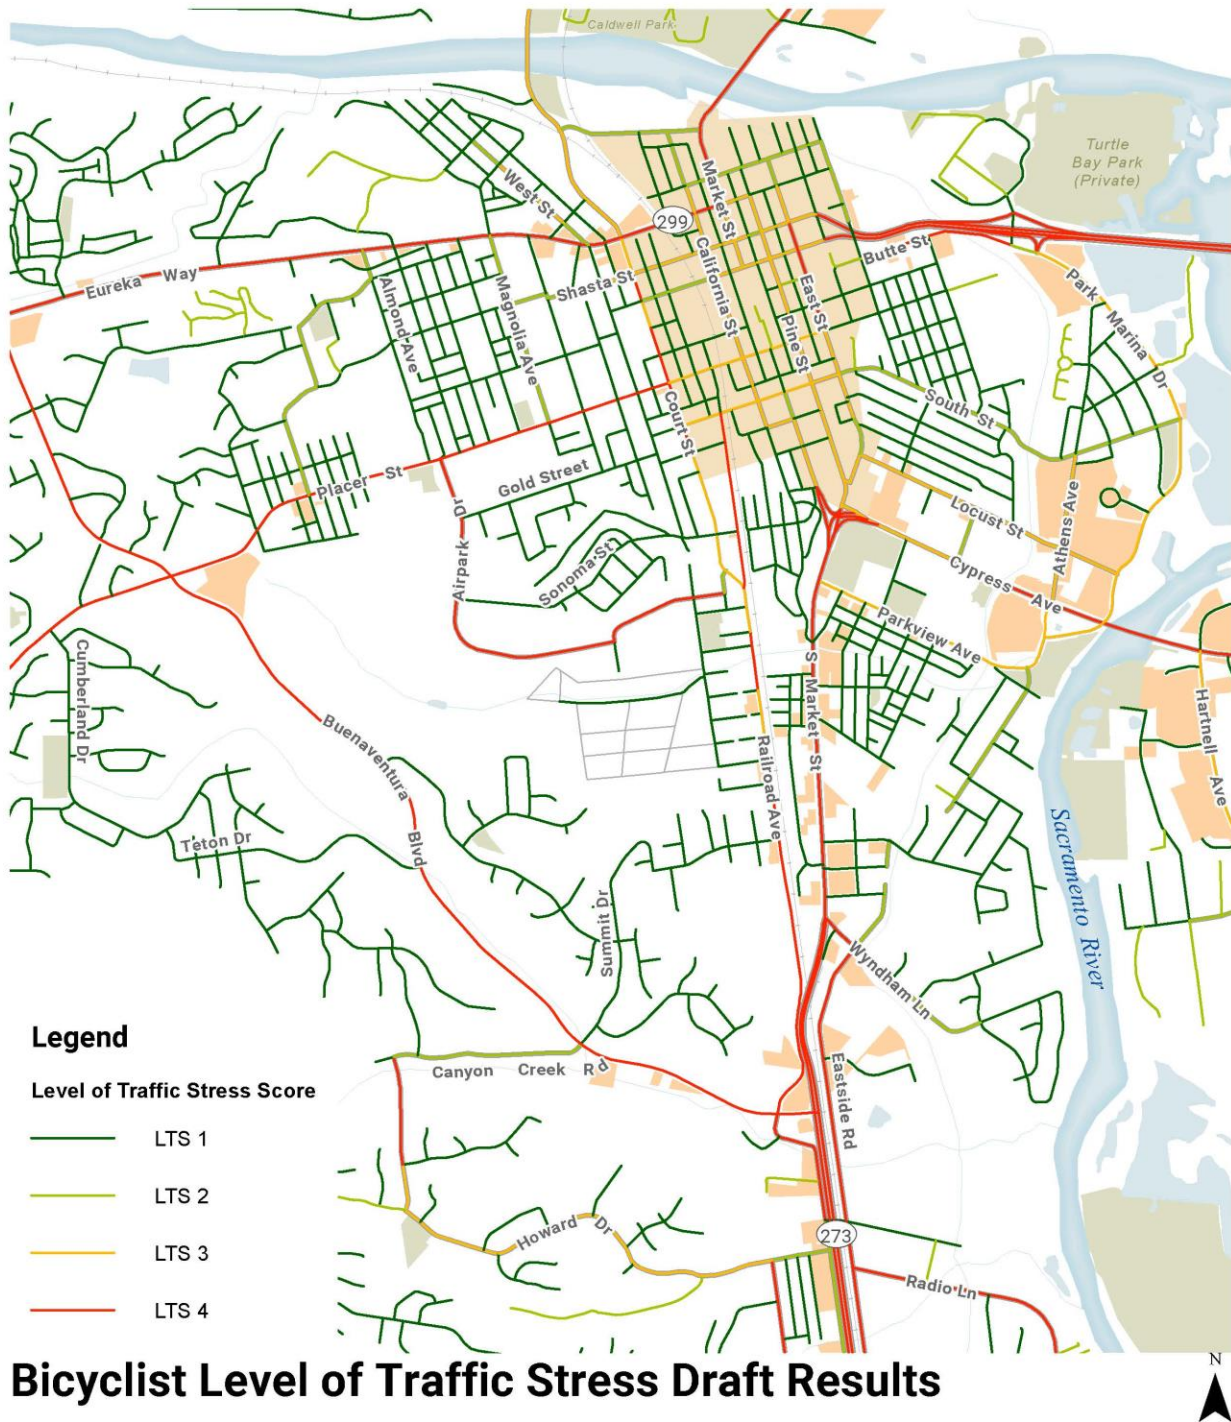 Caldwell Park
Turtle
Bay Park
(Private)
West St
Market St
299
Butte St
Eureka Way
Shasta St
California St
East St
Park Marina Dr
Almond Ave
Magnolia Ave
Pine St
Court St
South St
Placer St
Gold Street
Locust St
Athens Ave
Airpark Dr
Sonoma St
Cypress Ave
Parkview Ave
Cumberland Dr
S Market St
Hartnell Ave
Buenaventura Blvd
Railroad Ave
Teton Dr
Sacramento River
Summit Dr
Wyndham Ln
Canyon Creek Rd
Eastside Rd
Howard Dr
273
Radio Ln
Legend
Level of Traffic Stress Score
LTS 1
LTS 2
LTS 3
LTS 4
N
Bicyclist Level of Traffic Stress Draft Results